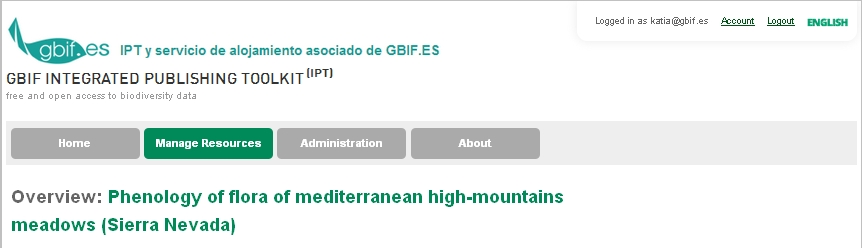 Logged in as katia@gbif.es Account Logout ENGLISH
gbif.es IPT y servicio de alojamiento asociado de GBIF.ES
GBIF INTEGRATED PUBLISHING TOOLKIT (IPT)
free and open access to biodiversity data
Home Manage Resources Administration About
Overview: Phenology of flora of mediterranean high-mountains
meadows (Sierra Nevada)